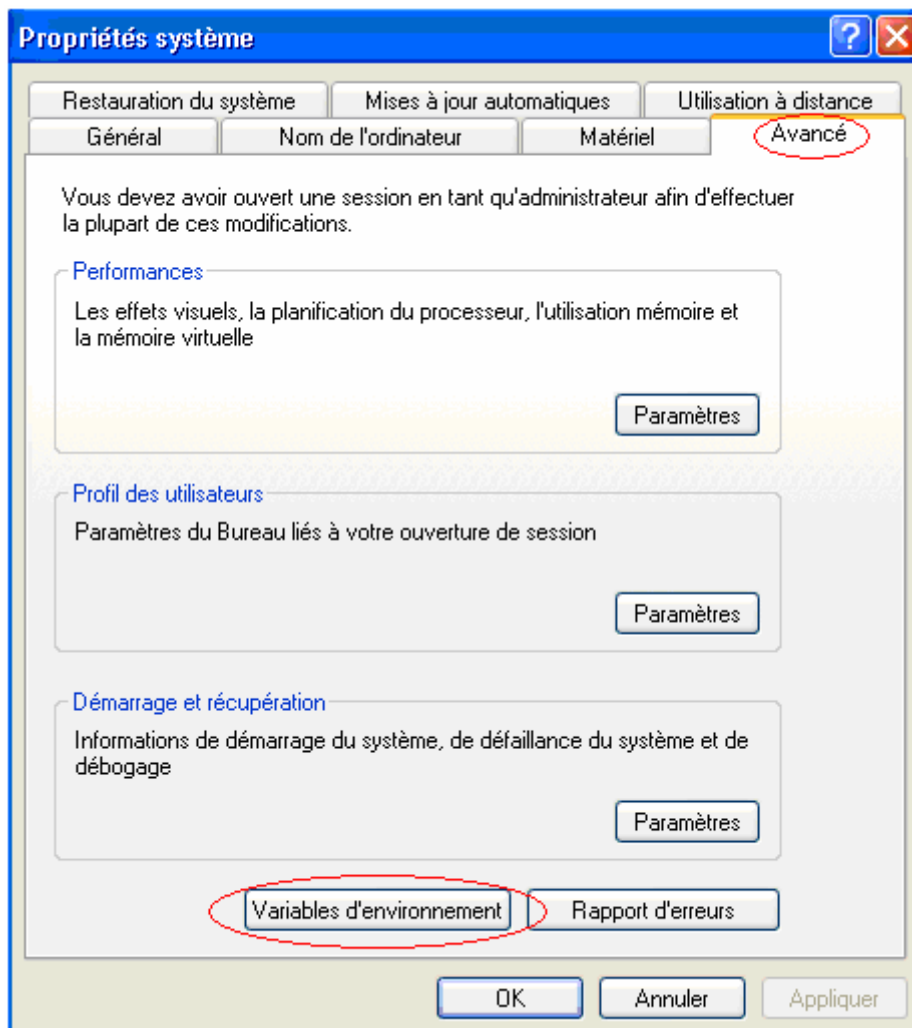 Propriétés système
Restauration du système Mises à jour automatiques Utilisation à distance
Général Nom de l'ordinateur Matériel Avancé
Vous devez avoir ouvert une session en tant qu'administrateur afin d'effectuer
la plupart de ces modifications.
Performances
Les effets visuels, la planification du processeur, l'utilisation mémoire et
la mémoire virtuelle
Paramètres
Profil des utilisateurs
Paramètres du Bureau liés à votre ouverture de session
Paramètres
Démarrage et récupération
Informations de démarrage du système, de défaillance du système et de
débogage
Paramètres
Variables d'environnement Rapport d'erreurs
OK Annuler Appliquer